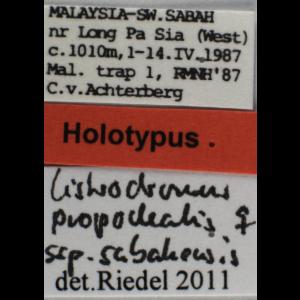 MALAYSIA-SW.SABAH
nr Long Pa Sia (West)
c.1010m, 1-14.IV.1987
Mal. trap 1, RMNH'87
C.v.Achterberg
Holotypus.
Listrodromus
propodealis ♀
ssp. sabahensis
det.Riedel 2011